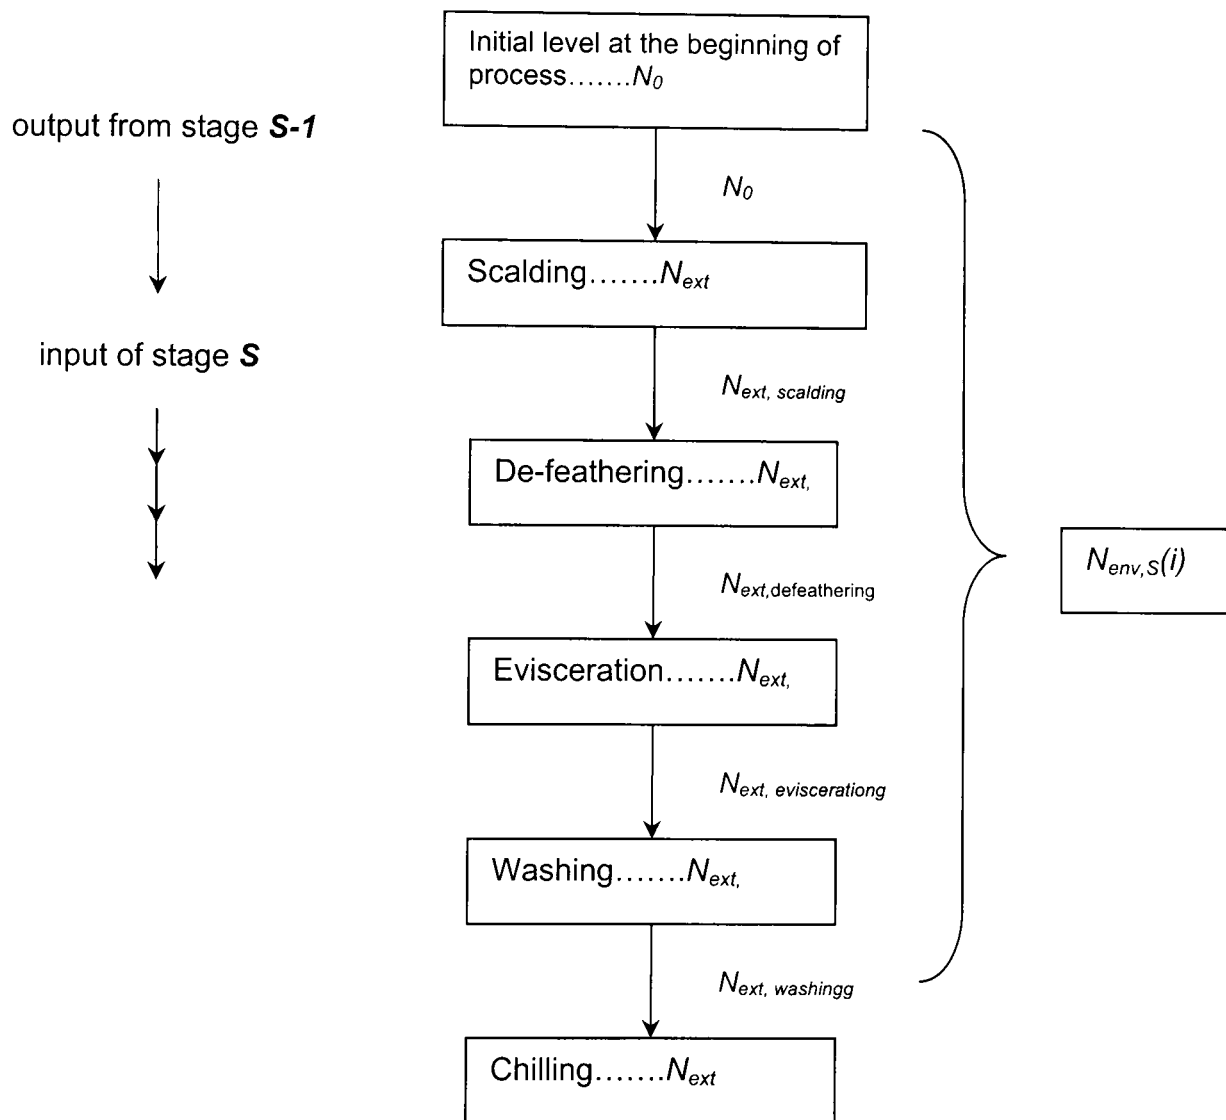 Initial level at the beginning of
process.......N0
output from stage S-1
N0
Scalding.......Next
input of stage S
Next, scalding
De-feathering.......Next,
Next,defeathering
Nenv,S(i)
Evisceration.......Next,
Next, eviscerationg
Washing.......Next,
Next, washingg
Chilling.......Next